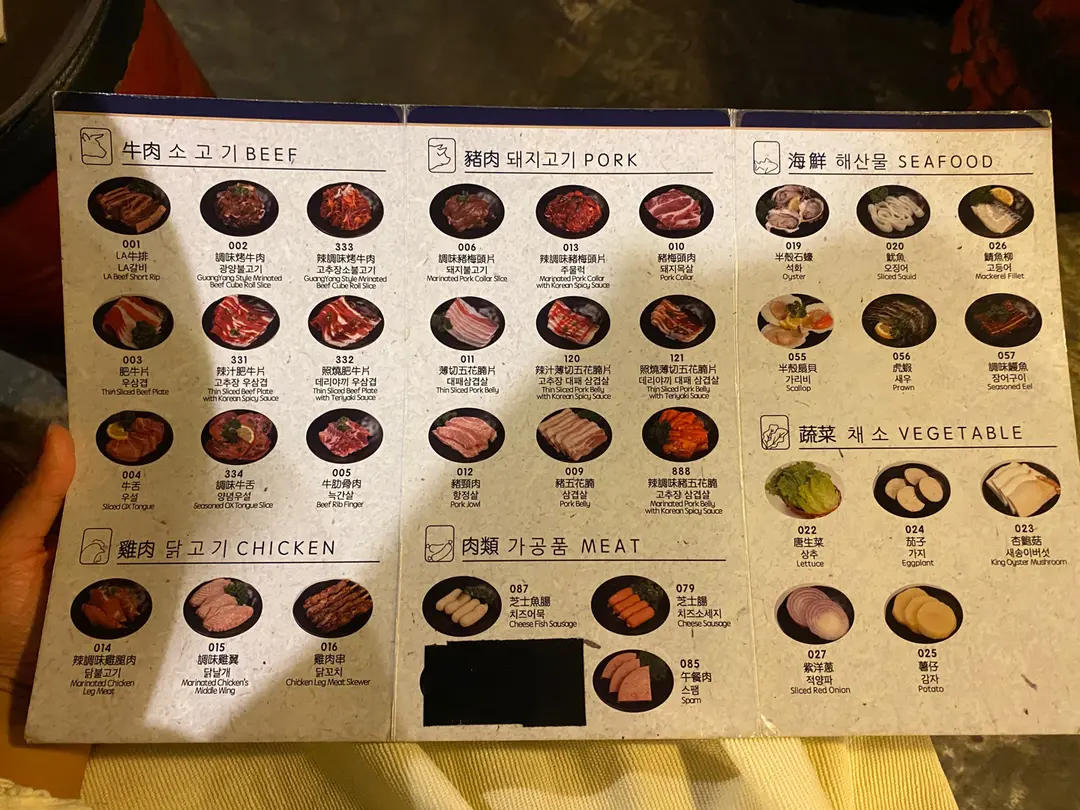 牛肉 소고기 BEEF
001
LA牛排
LA갈비
LA Beef Short Rip
002
調味烤牛肉
광양불고기
GuangYang Style Mrinated
Beef Cube Roll Slice
333
辣調味烤牛肉
고추장소불고기
GuangYang Style Mrinated
Beef Cube Roll Slice
003
肥牛片
우삼겹
Thin Sliced Beef Plate
331
辣汁肥牛片
고추장 우삼겹
Thin Sliced Beef Plate
with Korean Spicy Sauce
332
照燒肥牛片
데리야끼 우삼겹
Thin Sliced Beef Plate
with Teriyaki Sauce
004
牛舌
우설
Sliced OX Tongue
334
調味牛舌
양념우설
Seasoned OX Tongue Slice
005
牛肋骨肉
늑간살
Beef Rib Finger
雞肉 닭고기 CHICKEN
014
辣調味雞腿肉
닭불고기
Marinated Chicken
Leg Meat
015
調味雞翼
닭날개
Marinated Chicken's
Middle Wing
016
雞肉串
닭꼬치
Chicken Leg Meat Skewer
豬肉 돼지고기 PORK
006
調味豬梅頭片
돼지불고기
Marinated Pork Collar Slice
013
辣調味豬梅頭片
주물럭
Marinated Pork Collar
with Korean Spicy Sauce
010
豬梅頭肉
돼지목살
Pork Collar
011
薄切五花腩片
대패삼겹살
Thin Sliced Pork Belly
120
辣汁薄切五花腩片
고추장 대패 삼겹살
Thin Sliced Pork Belly
with Korean Spicy Sauce
121
照燒薄切五花腩片
데리야끼 대패 삼겹살
Thin Sliced Pork Belly
with Teriyaki Sauce
012
豬頸肉
항정살
Pork Jowl
009
豬五花腩
삼겹살
Pork Belly
888
辣調味豬五花腩
고추장 삼겹살
Marinated Pork Belly
with Korean Spicy Sauce
肉類 가공품 MEAT
087
芝士魚腸
치즈어묵
Cheese Fish Sausage
079
芝士腸
치즈소세지
Cheese Sausage
085
午餐肉
스팸
Spam
海鮮 해산물 SEAFOOD
019
半殼石蠔
석화
Oyster
020
魷魚
오징어
Sliced Squid
026
鯖魚柳
고등어
Mackerel Fillet
055
半殼扇貝
가리비
Scallop
056
虎蝦
새우
Prawn
057
調味鰻魚
장어구이
Seasoned Eel
蔬菜 채소 VEGETABLE
022
唐生菜
상추
Lettuce
024
茄子
가지
Eggplant
023
杏鮑菇
새송이버섯
King Oyster Mushroom
027
紫洋蔥
적양파
Sliced Red Onion
025
薯仔
감자
Potato